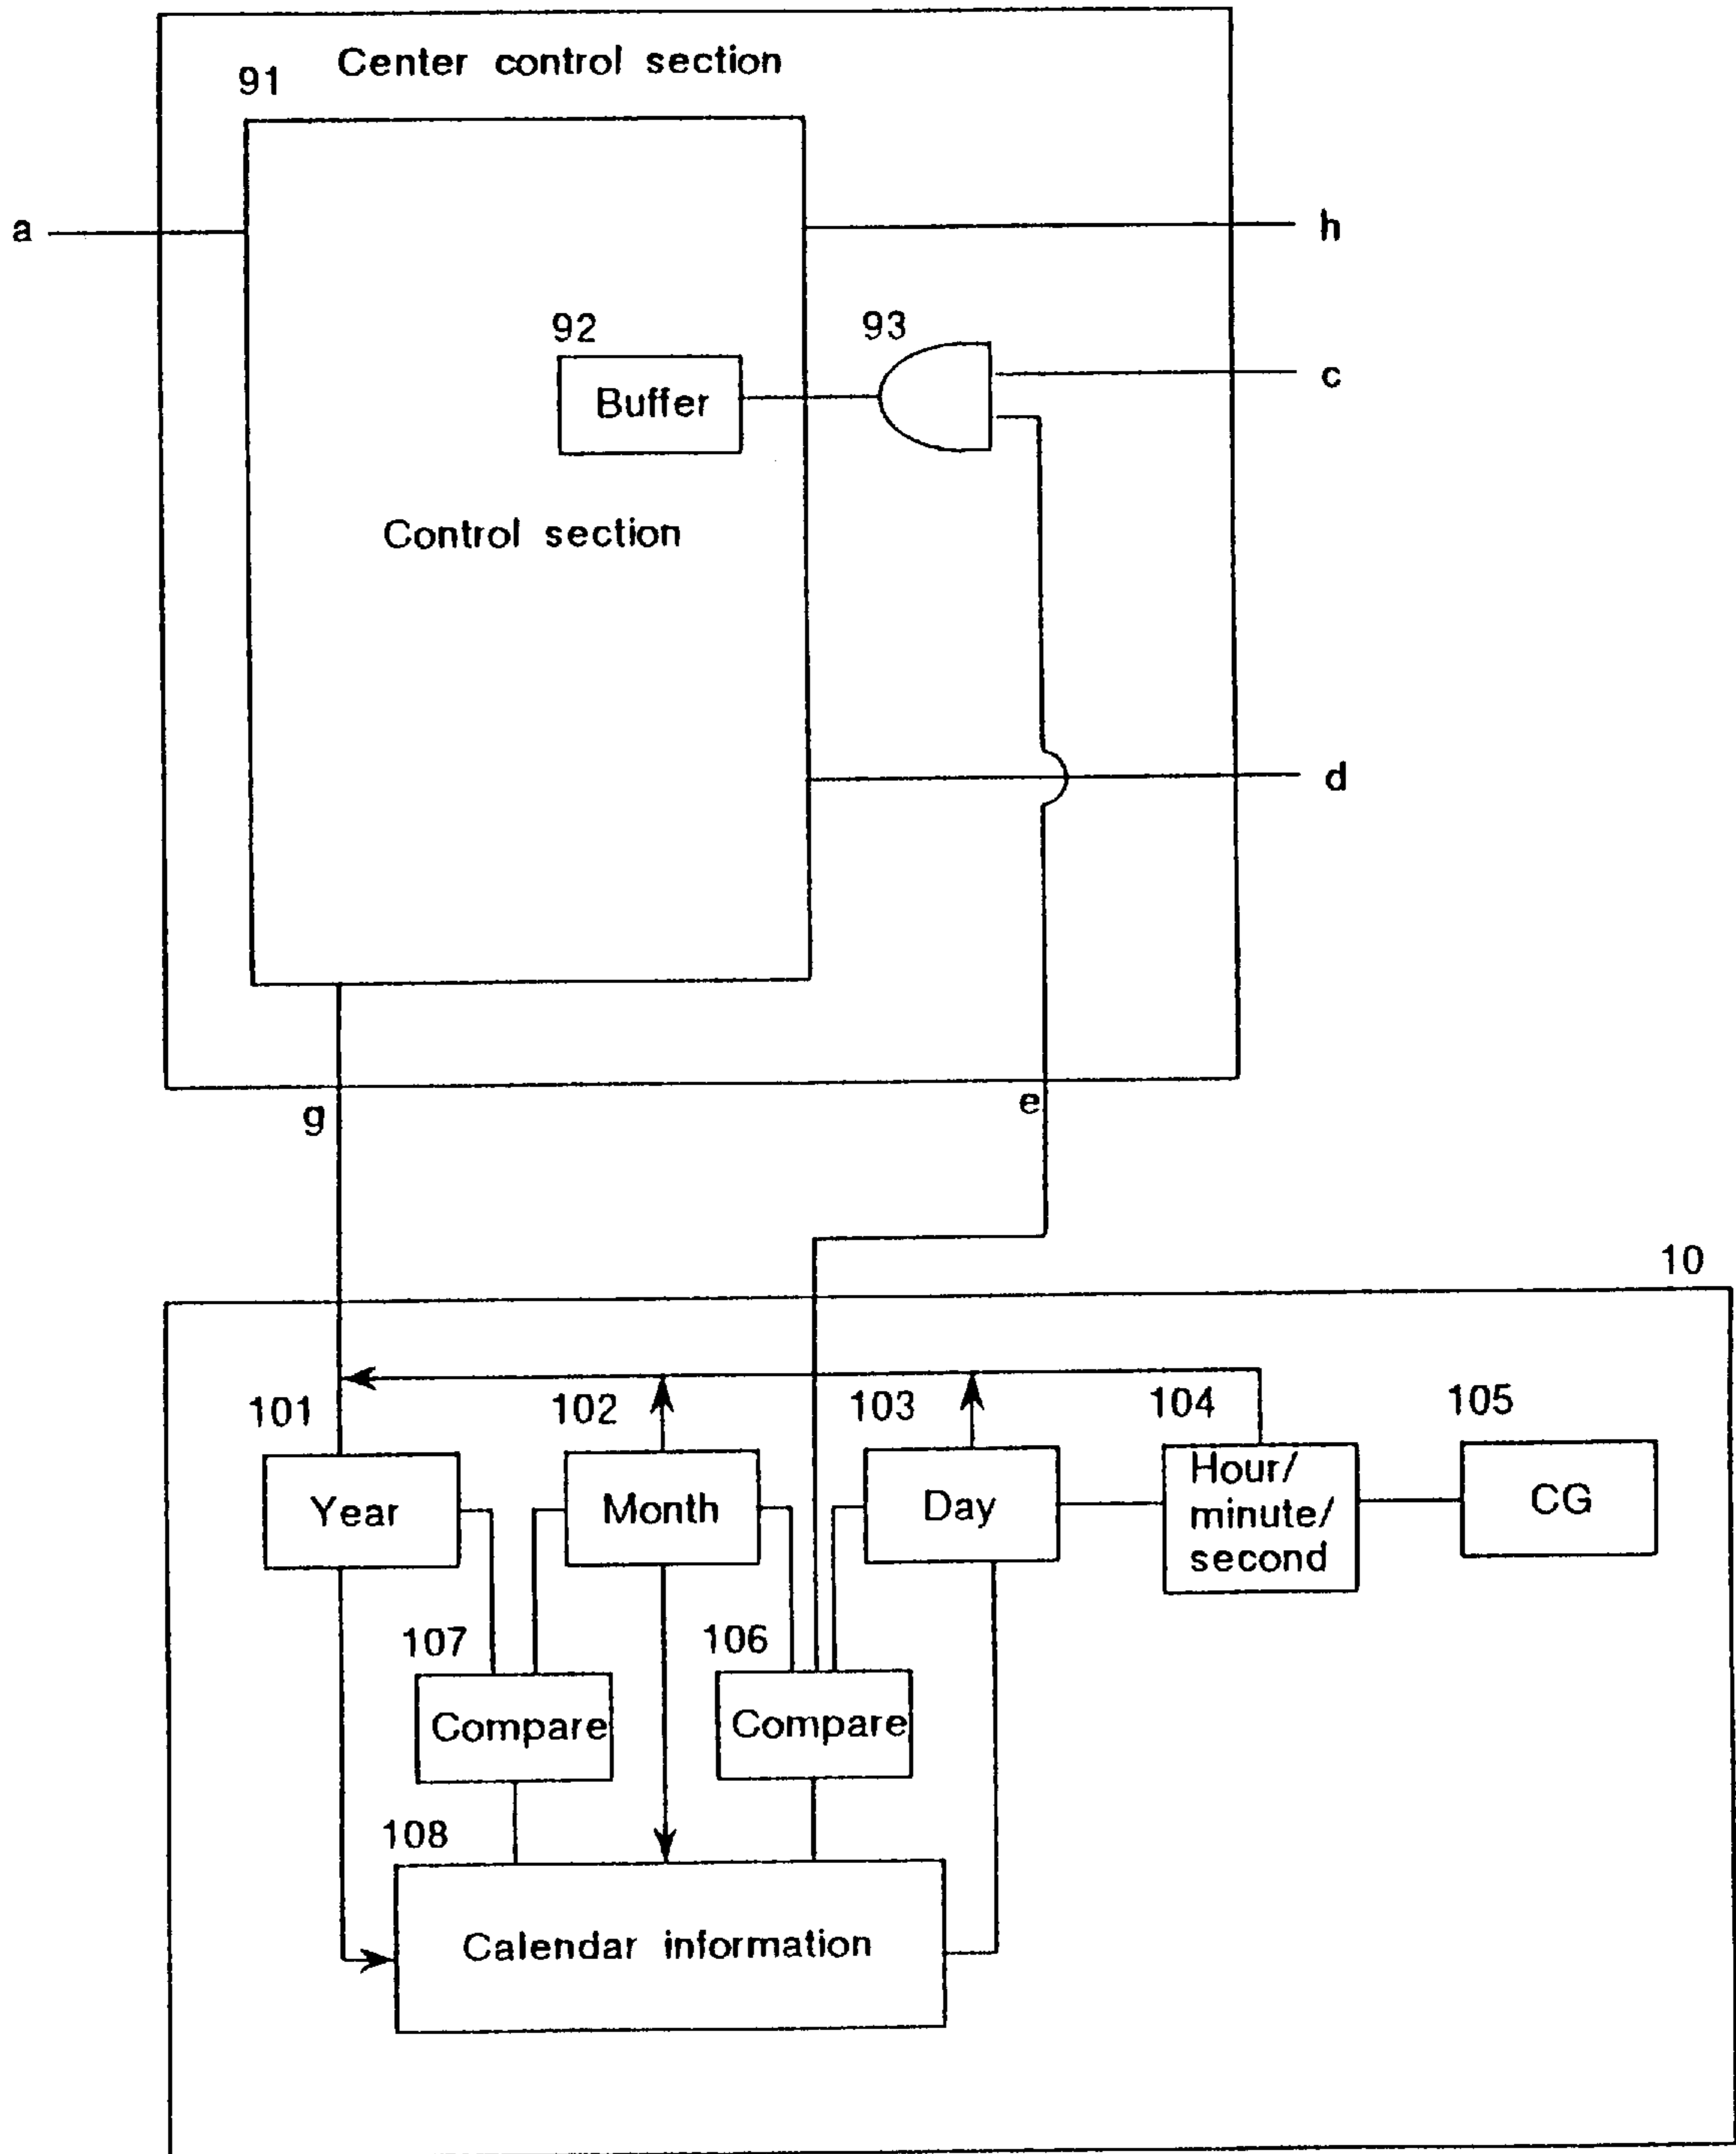 Center control section
91
a
h
92
93
c
Buffer
Control section
d
g
e
10
101
102
103
104
105
Year
Month
Day
Hour/
minute/
second
CG
107
106
Compare
Compare
108
Calendar information